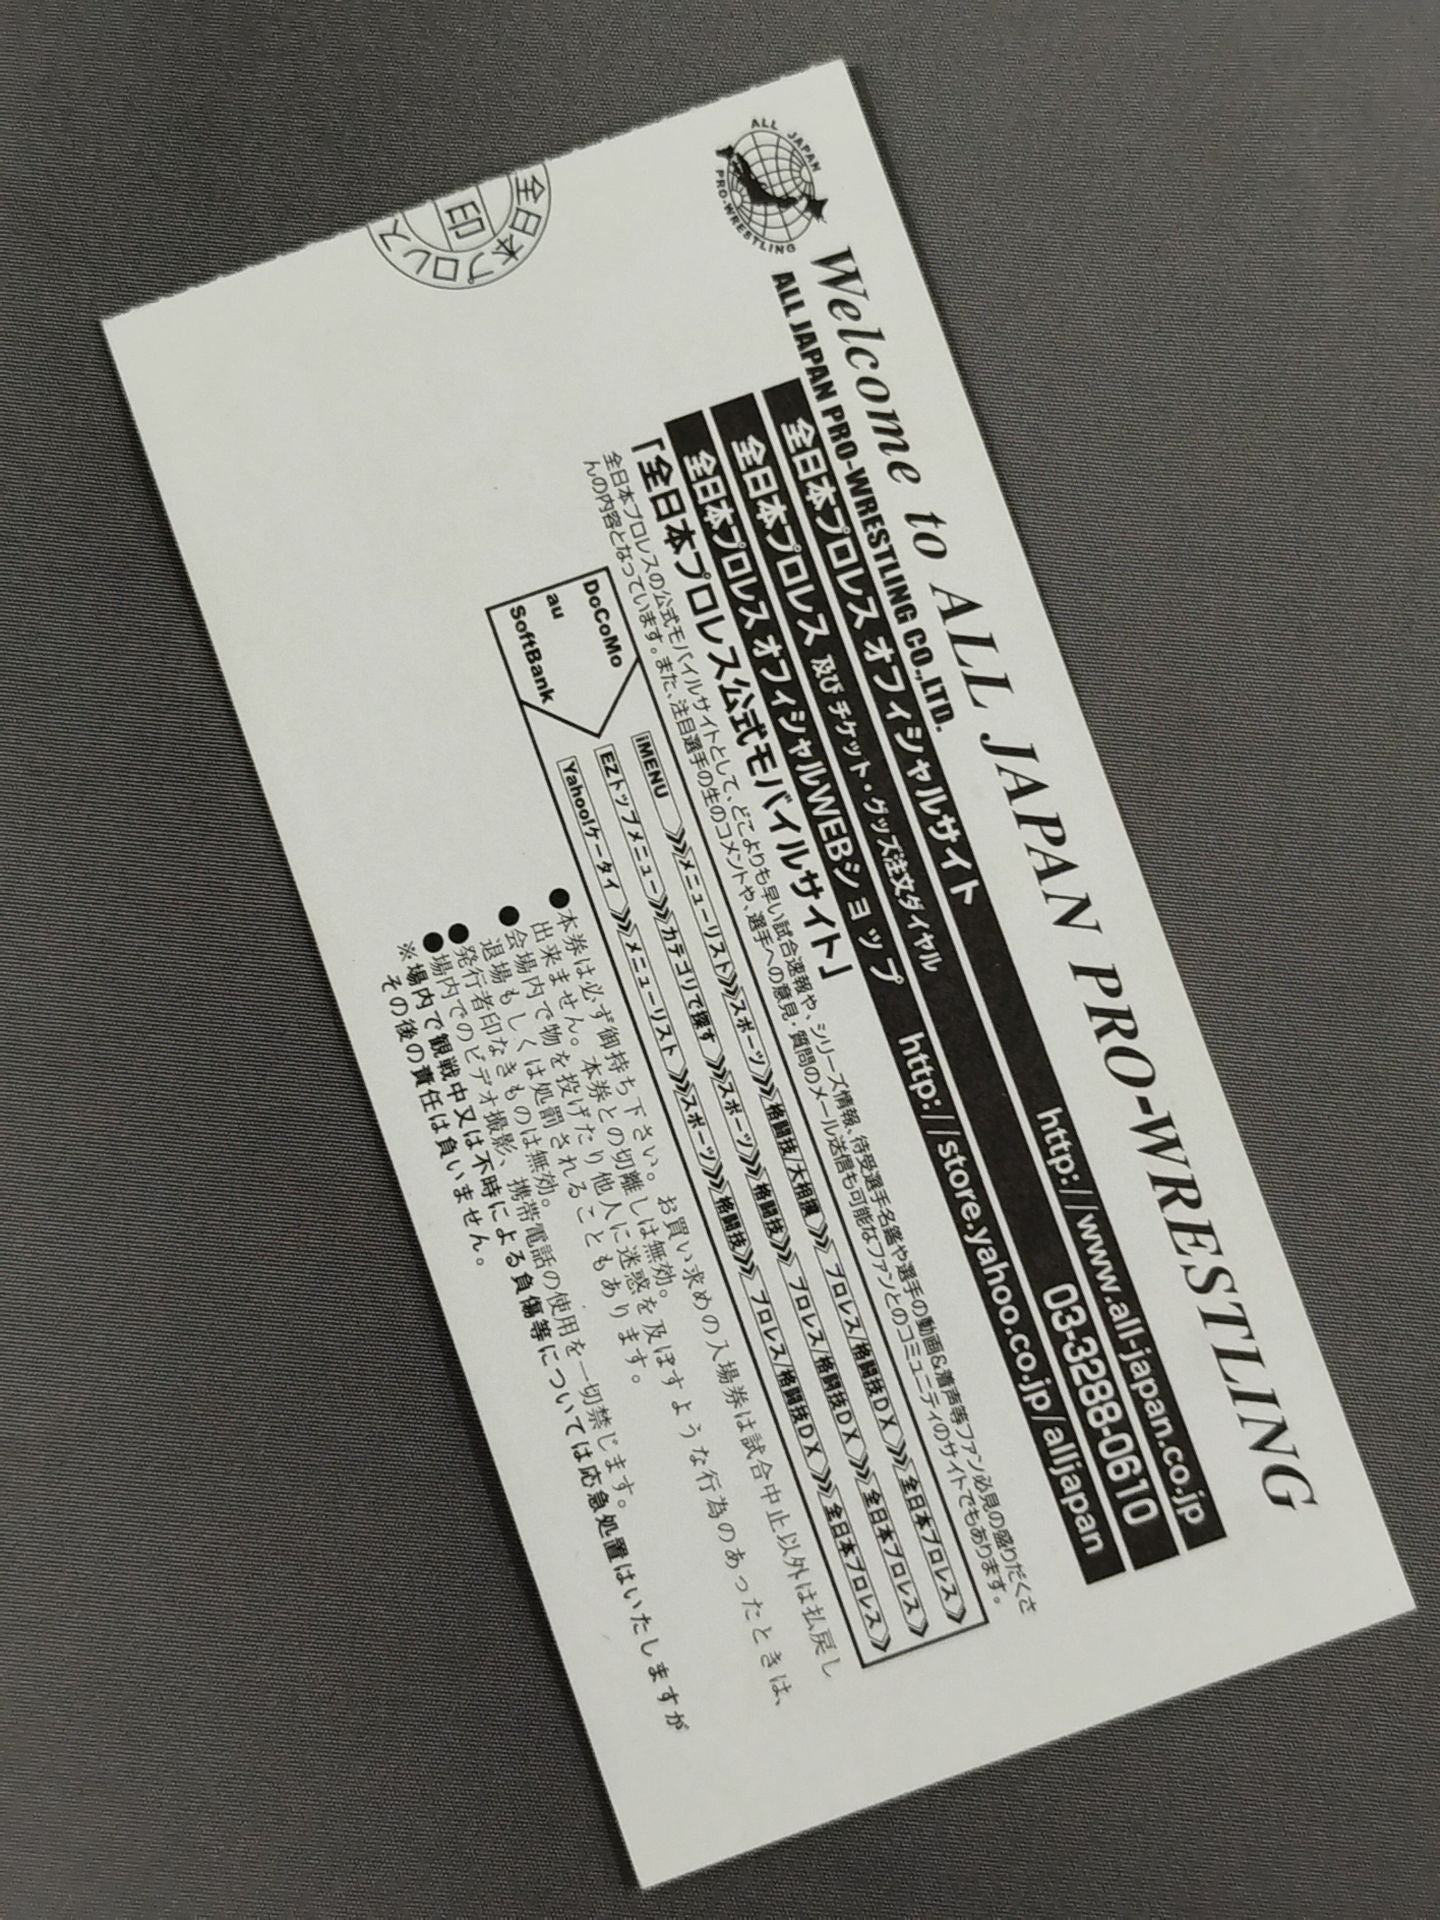 ALL JAPAN
PRO-WRESTLING
Welcome to ALL JAPAN PRO-WRESTLING
ALL JAPAN PRO-WRESTLING CO.,LTD.
全日本プロレス オフィシャルサイト http://www.all-japan.co.jp
全日本プロレス 及び チケット・グッズ注文ダイヤル 03-3288-0610
全日本プロレス オフィシャルWEBショップ http://store.yahoo.co.jp/alljapan
「全日本プロレス公式モバイルサイト」
全日本プロレスの公式モバイルサイトとして、どこよりも早い試合速報や、シリーズ情報、待受選手名鑑や選手の動画&着声等ファン必見の盛りだくさ
んの内容となっています。また、注目選手の生のコメントや、選手への意見・質問のメール送信も可能なファンとのコミュニティのサイトでもあります。
DoCoMo iMENU メニューリスト スポーツ 格闘技/大相撲 プロレス/格闘技DX 全日本プロレス
au EZトップメニュー カテゴリで探す スポーツ 格闘技 プロレス/格闘技DX 全日本プロレス
SoftBank Yahoo!ケータイ メニューリスト スポーツ 格闘技 プロレス/格闘技DX 全日本プロレス
●本券は必ず御持ち下さい。お買い求めの入場券は試合中止以外は払戻し
出来ません。本券との切離しは無効。
●会場内で物を投げたり他人に迷惑を及ぼすような行為のあったときは、
退場もしくは処罰されることもあります。
●発行者印なきものは無効。
●場内でのビデオ撮影、携帯電話の使用を一切禁じます。
※場内で観戦中又は不時による負傷等については応急処置はいたしますが
その後の責任は負いません。
全日本プロレス
印